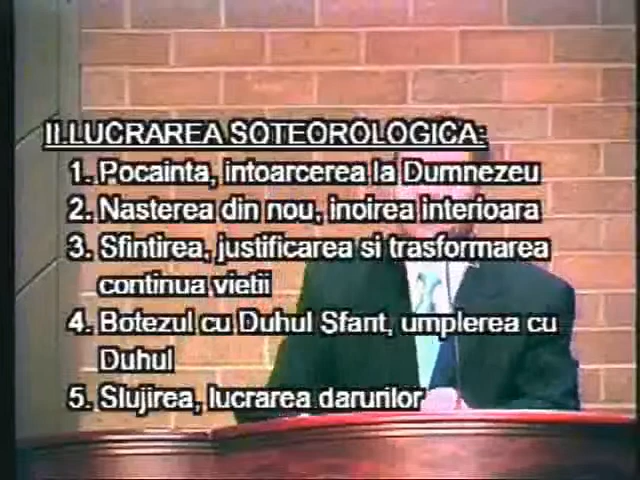 II.LUCRAREA SOTEOROLOGICA:
1. Pocainta, intoarcerea la Dumnezeu
2. Nasterea din nou, inoirea interioara
3. Sfintirea, justificarea si trasformarea
continua vietii
4. Botezul cu Duhul Sfant, umplerea cu
Duhul
5. Slujirea, lucrarea darurilor